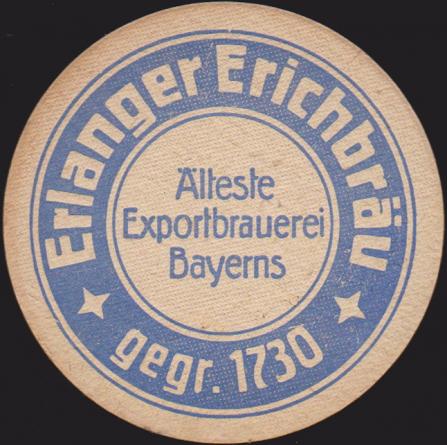 Erlanger Erichbräu
Älteste
Exportbrauerei
Bayerns
gegr. 1730